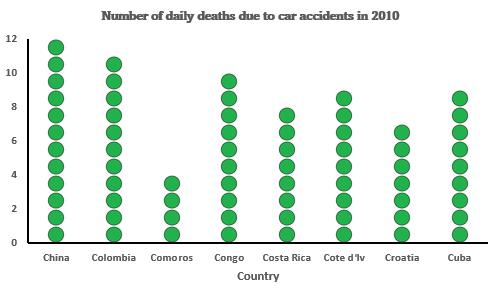 Number of daily deaths due to car accidents in 2010
12
10
8
6
4
2
0
China Colombia Comoros Congo Costa Rica Cote d'Iv Croatia Cuba
Country